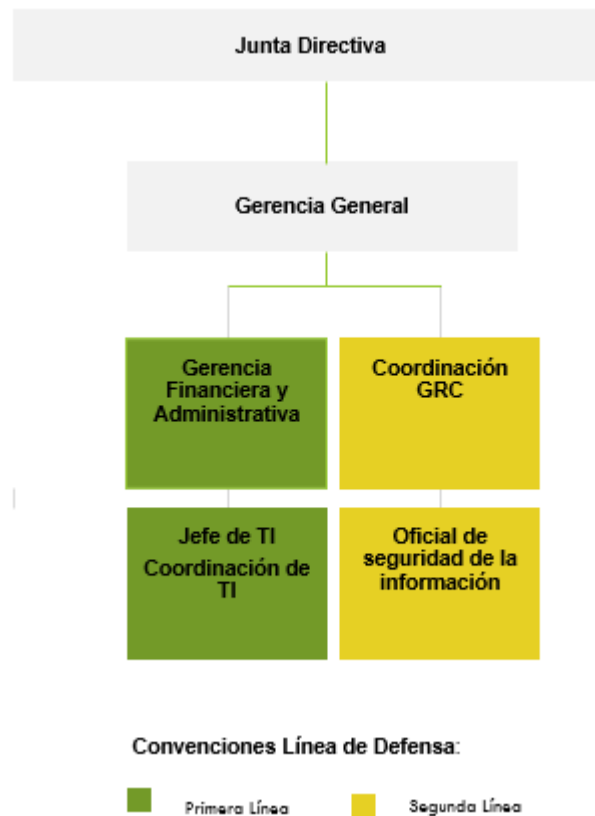 Junta Directiva
Gerencia General
Gerencia
Financiera y
Administrativa
Coordinación
GRC
Jefe de TI
Coordinación de
TI
Oficial de
seguridad de la
información
Convenciones Línea de Defensa:
Primera Línea
Segunda Línea